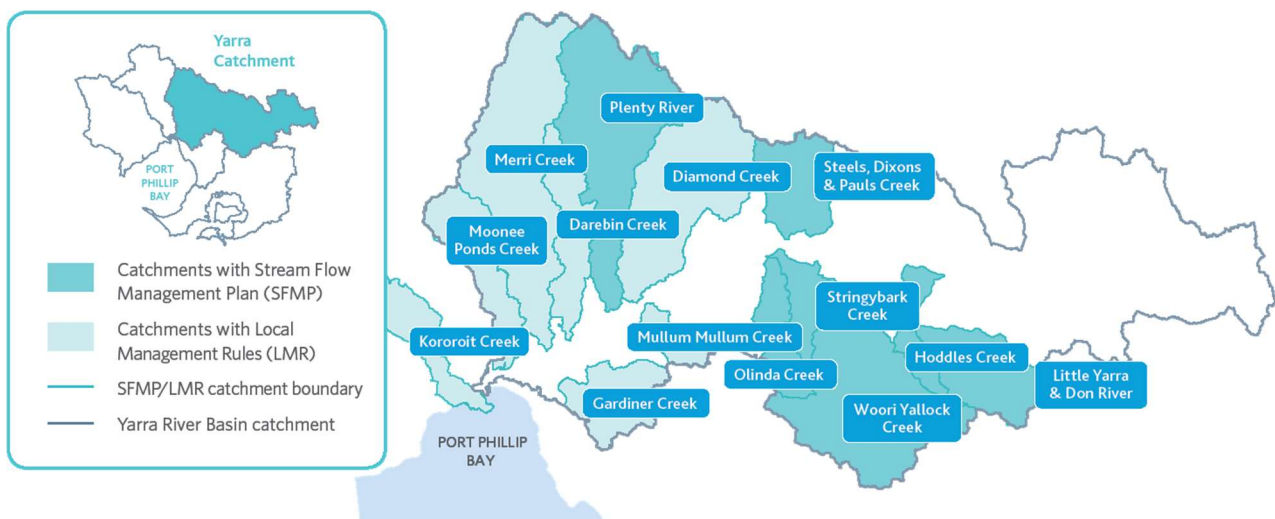 Yarra
Catchment
PORT
PHILLIP
BAY
Catchments with Stream Flow
Management Plan (SFMP)
Catchments with Local
Management Rules (LMR)
SFMP/LMR catchment boundary
Yarra River Basin catchment
Plenty River
Merri Creek
Diamond Creek
Steels, Dixons
& Pauls Creek
Moonee
Ponds Creek
Darebin Creek
Stringybark
Creek
Kororoit Creek
Mullum Mullum Creek
Hoddles Creek
Olinda Creek
Little Yarra
& Don River
Gardiner Creek
Woori Yallock
Creek
PORT PHILLIP
BAY